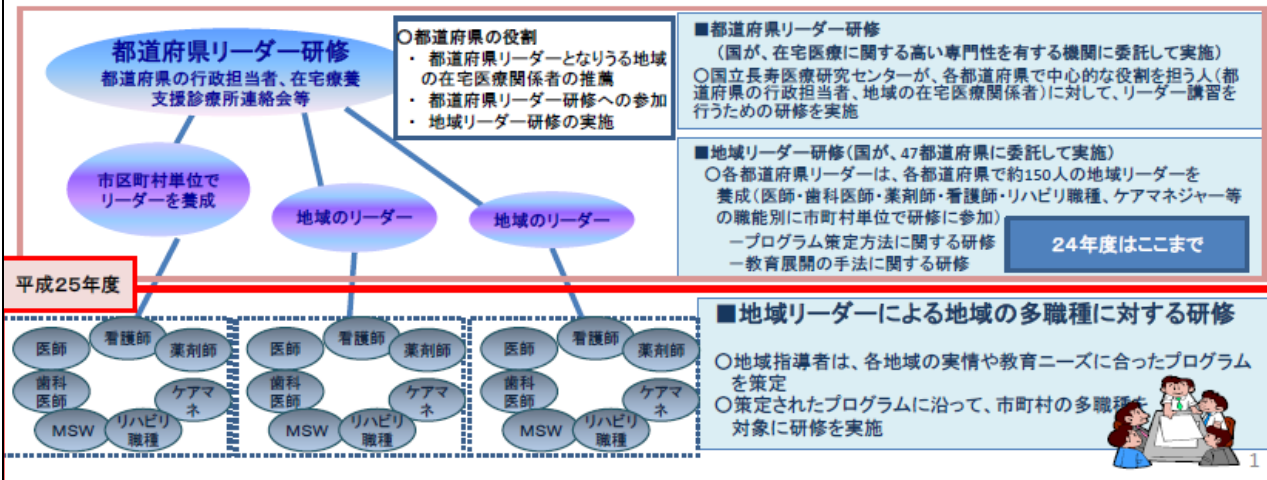 都道府県リーダー研修
都道府県の行政担当者、在宅療養
支援診療所連絡会等
〇都道府県の役割
・ 都道府県リーダーとなりうる地域
の在宅医療関係者の推薦
・ 都道府県リーダー研修への参加
・ 地域リーダー研修の実施
■都道府県リーダー研修
(国が、在宅医療に関する高い専門性を有する機関に委託して実施)
〇国立長寿医療研究センターが、各都道府県で中心的な役割を担う人(都
道府県の行政担当者、地域の在宅医療関係者)に対して、リーダー講習を
行うための研修を実施
市区町村単位で
リーダーを養成
地域のリーダー
地域のリーダー
■地域リーダー研修(国が、47都道府県に委託して実施)
〇各都道府県リーダーは、各都道府県で約150人の地域リーダーを
養成(医師・歯科医師・薬剤師・看護師・リハビリ職種、ケアマネジャー等
の職能別に市町村単位で研修に参加)
－プログラム策定方法に関する研修
－教育展開の手法に関する研修
24年度はここまで
平成25年度
医師
看護師
薬剤師
歯科
医師
ケアマ
ネ
MSW
リハビリ
職種
医師
看護師
薬剤師
歯科
医師
ケアマ
ネ
MSW
リハビリ
職種
医師
看護師
薬剤師
歯科
医師
ケアマ
ネ
MSW
リハビリ
職種
■地域リーダーによる地域の多職種に対する研修
〇地域指導者は、各地域の実情や教育ニーズに合ったプログラム
を策定
〇策定されたプログラムに沿って、市町村の多職種を
対象に研修を実施
1